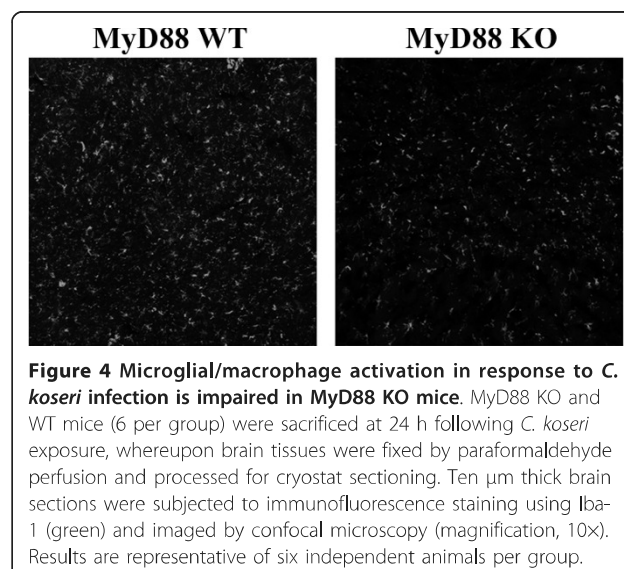 MyD88 WT
MyD88 KO
Figure 4 Microglial/macrophage activation in response to C.
koseri infection is impaired in MyD88 KO mice. MyD88 KO and
WT mice (6 per group) were sacrificed at 24 h following C. koseri
exposure, whereupon brain tissues were fixed by paraformaldehyde
perfusion and processed for cryostat sectioning. Ten μm thick brain
sections were subjected to immunofluorescence staining using Iba-
1 (green) and imaged by confocal microscopy (magnification, 10×).
Results are representative of six independent animals per group.